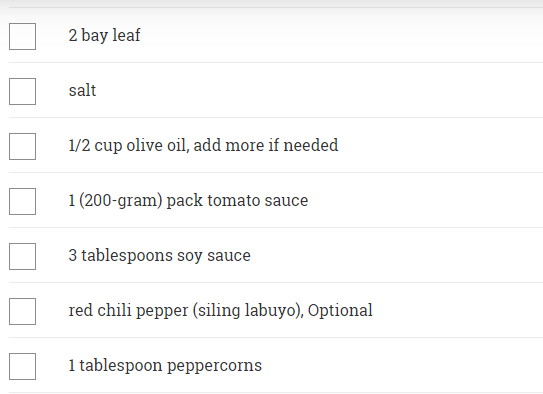 2 bay leaf
salt
1/2 cup olive oil, add more if needed
1 (200-gram) pack tomato sauce
3 tablespoons soy sauce
red chili pepper (siling labuyo), Optional
1 tablespoon peppercorns